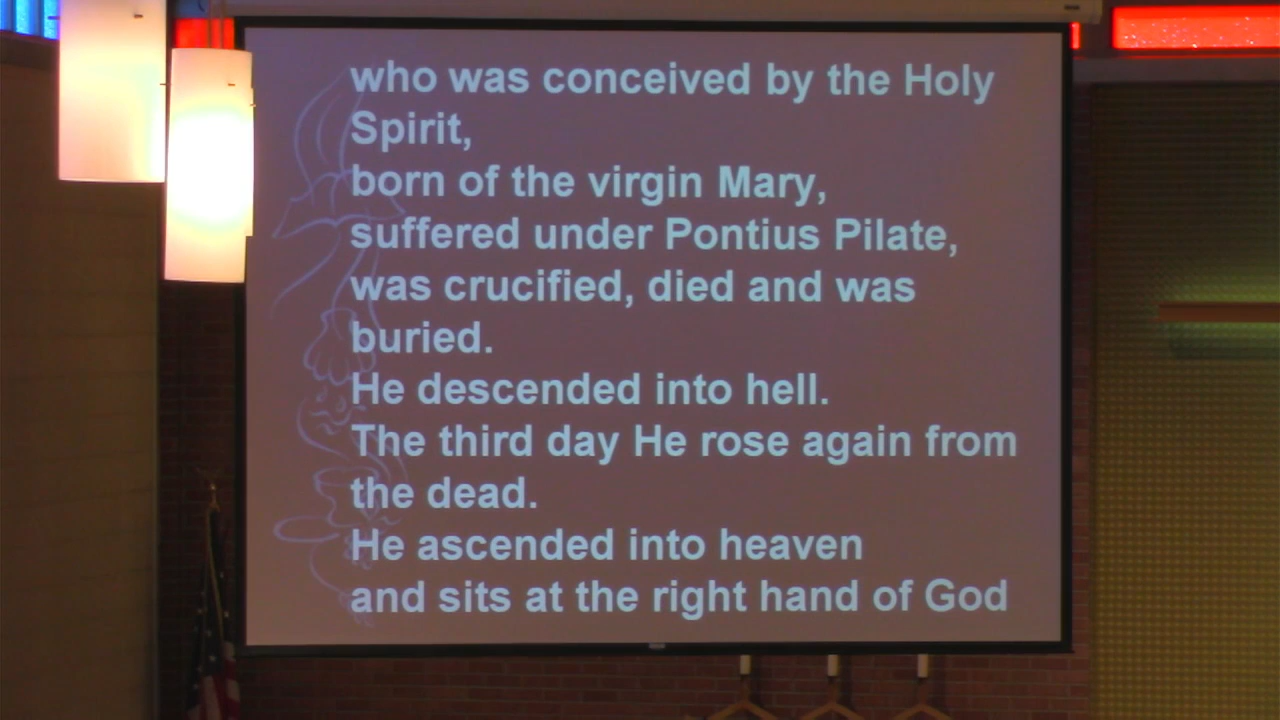 who was conceived by the Holy
Spirit,
born of the virgin Mary,
suffered under Pontius Pilate,
was crucified, died and was
buried.
He descended into hell.
The third day He rose again from
the dead.
He ascended into heaven
and sits at the right hand of God